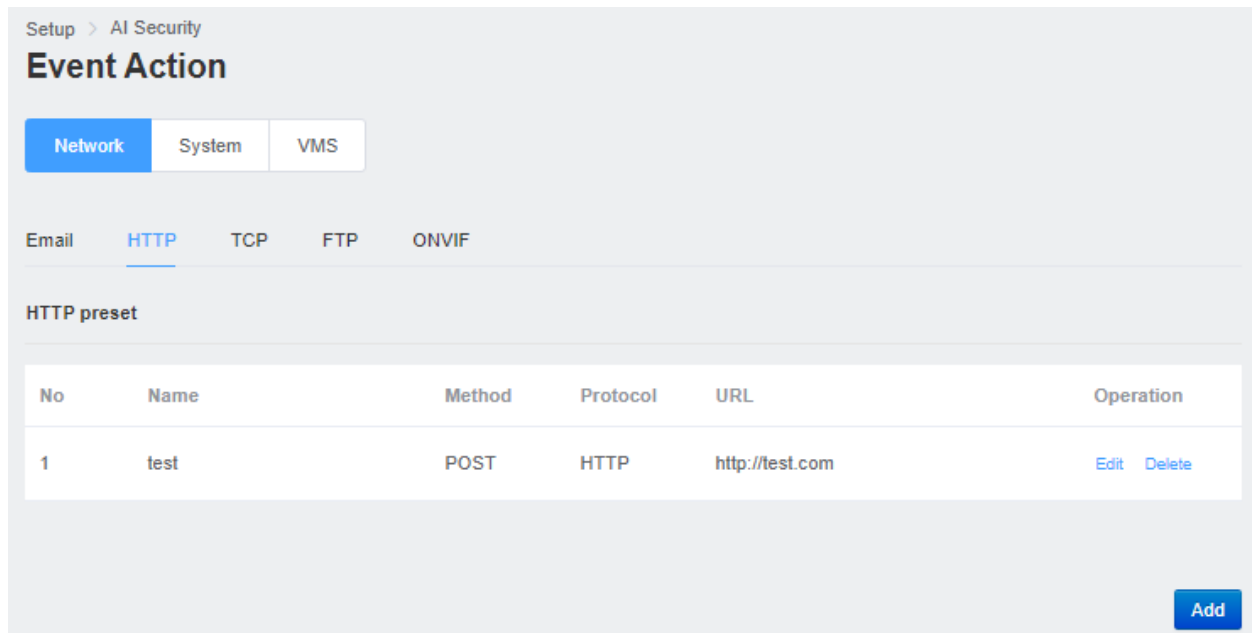 Setup > AI Security
Event Action
Network System VMS
Email HTTP TCP FTP ONVIF
HTTP preset
No Name Method Protocol URL Operation
1 test POST HTTP http://test.com Edit Delete
Add